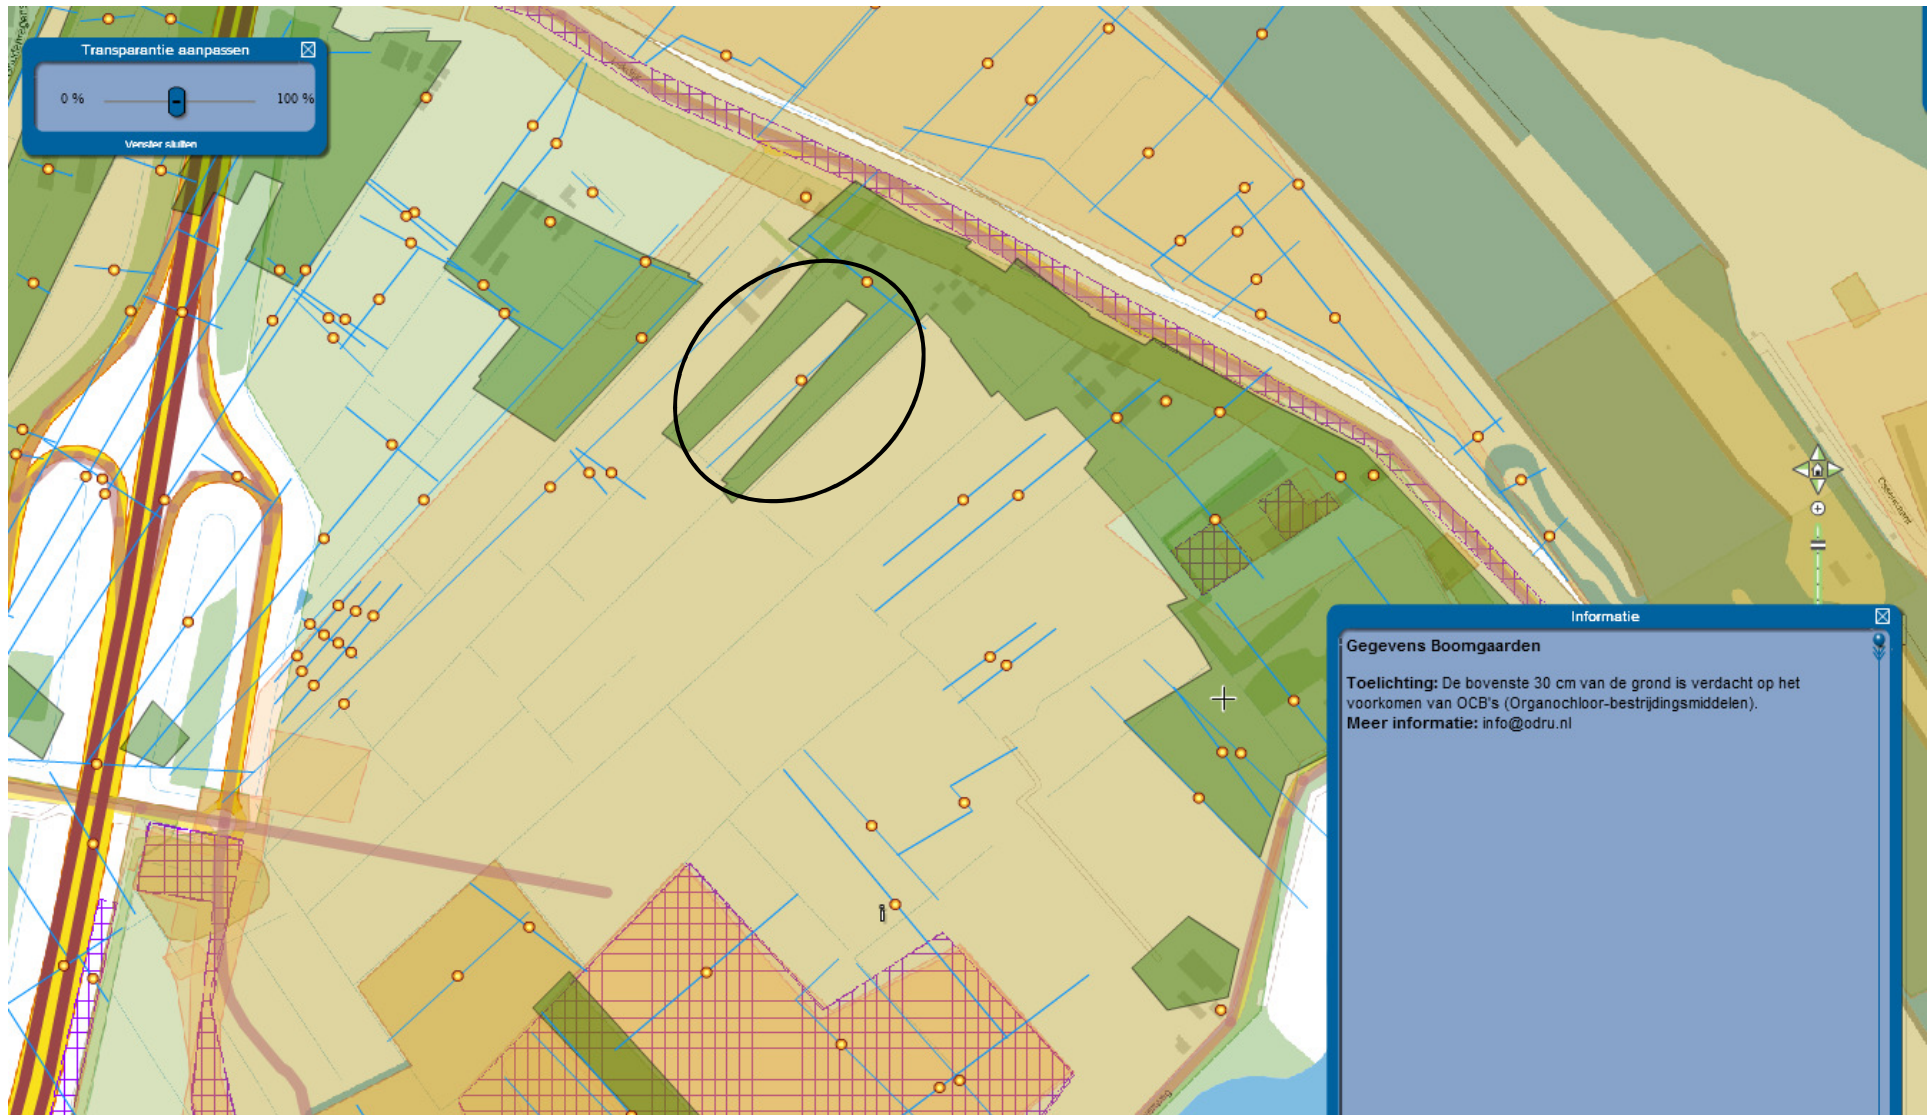 Transparantie aanpassen
0 %
100 %
Venster sluiten
Informatie
Gegevens Boomgaarden
Toelichting: De bovenste 30 cm van de grond is verdacht op het
voorkomen van OCB's (Organochloor-bestrijdingsmiddelen).
Meer informatie: info@odru.nl
i